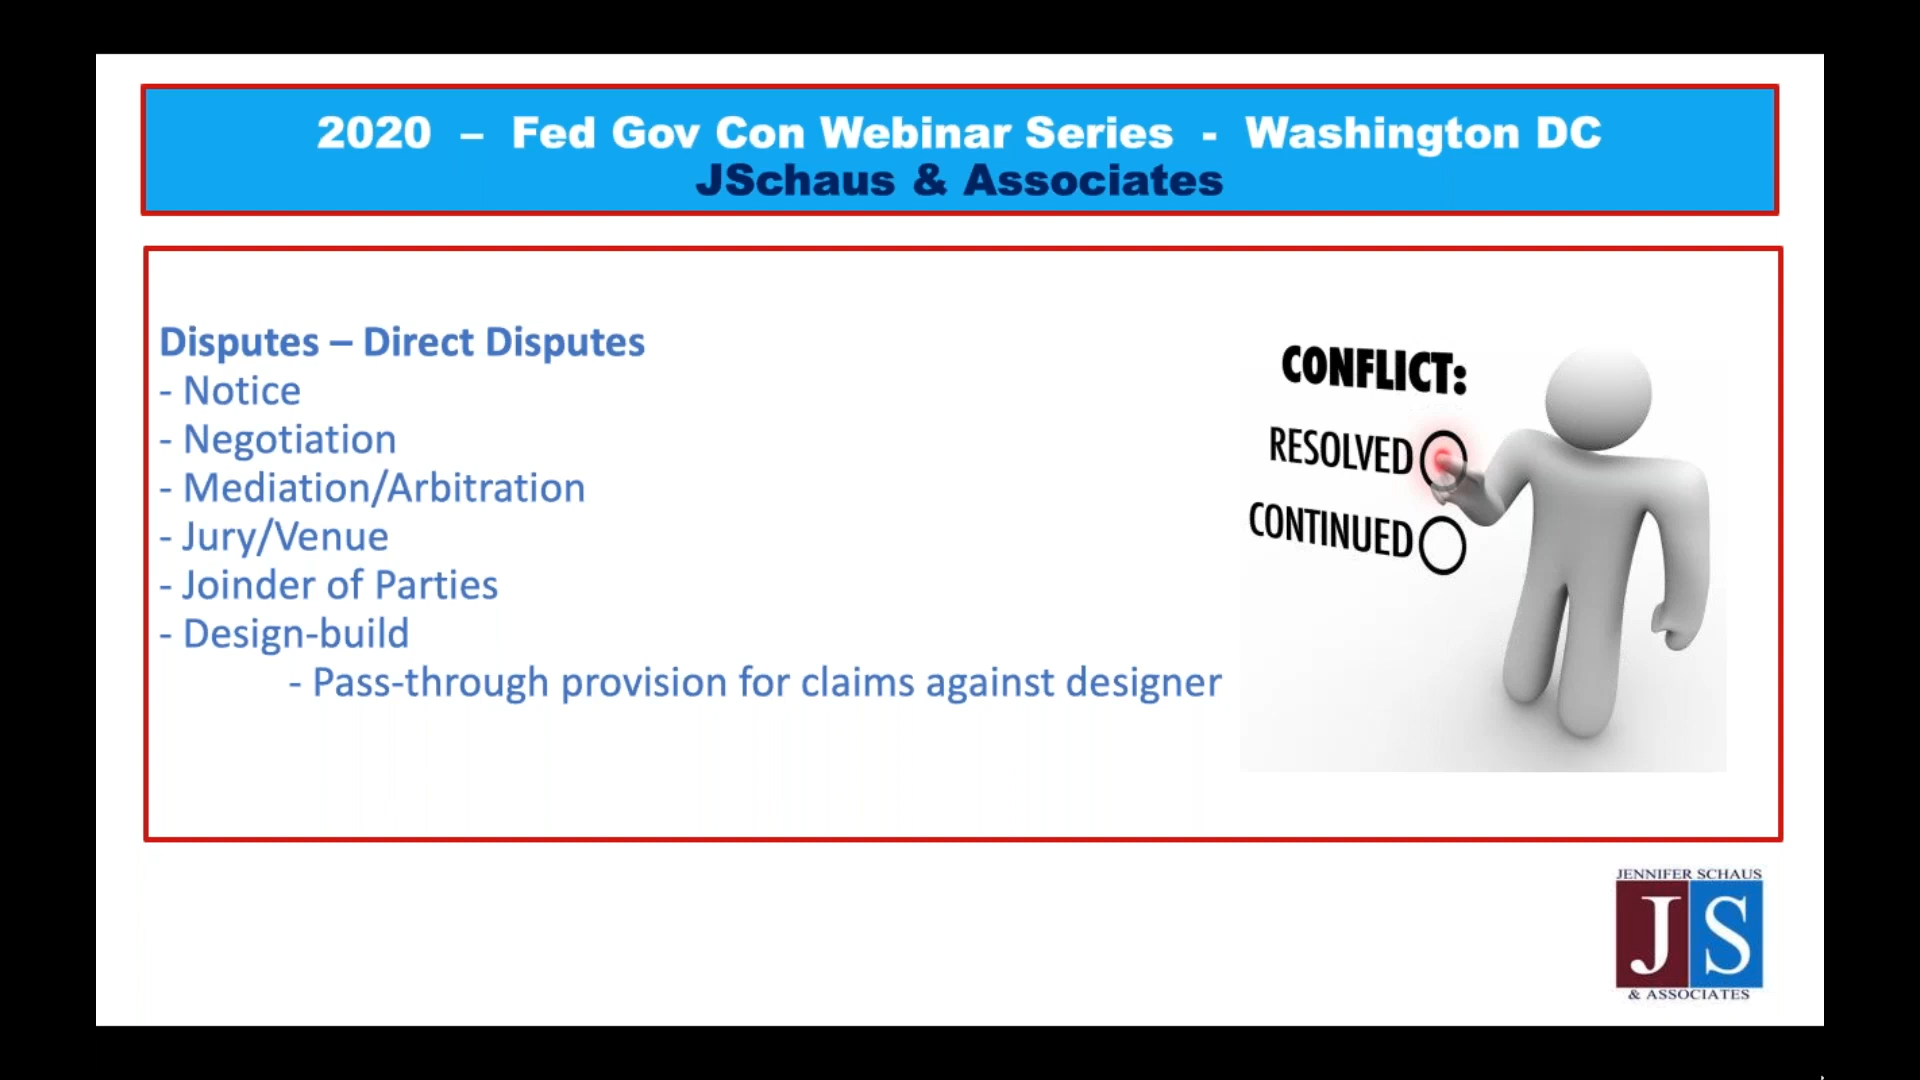 2020 – Fed Gov Con Webinar Series - Washington DC
JSchaus & Associates
Disputes – Direct Disputes
- Notice
- Negotiation
- Mediation/Arbitration
- Jury/Venue
- Joinder of Parties
- Design-build
- Pass-through provision for claims against designer
CONFLICT:
RESOLVED
CONTINUED
JENNIFER SCHAUS
JS
& ASSOCIATES